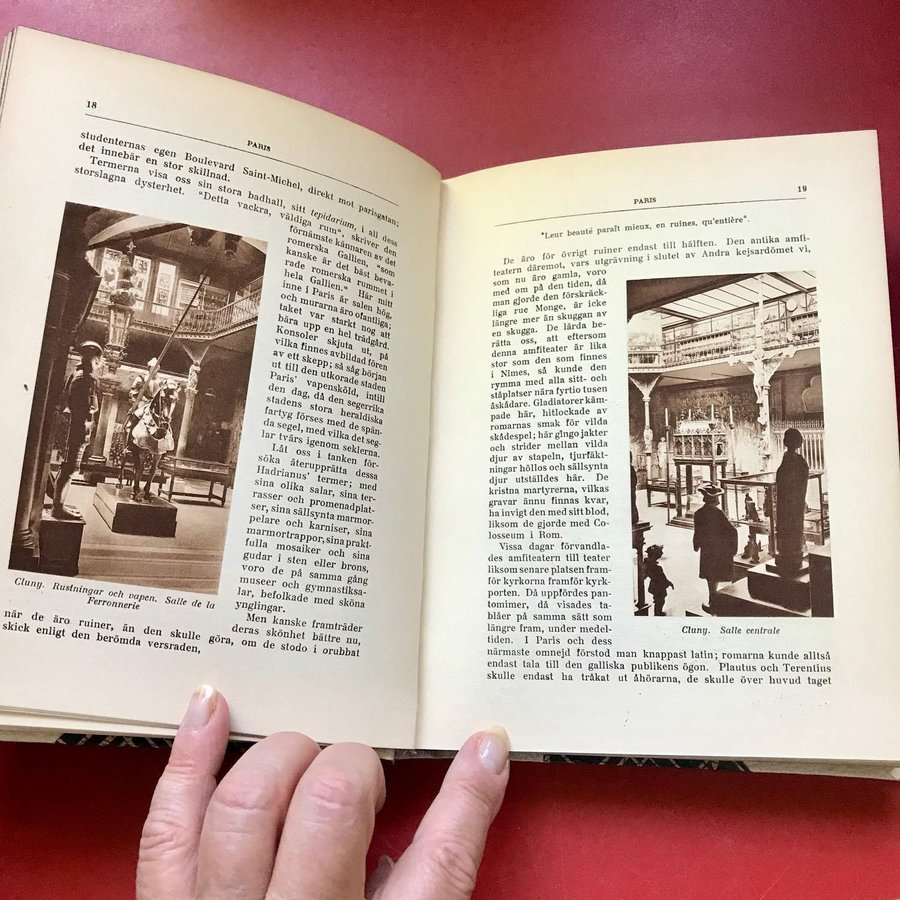 18
PARIS
studenternas egen Boulevard Saint-Michel, direkt mot parisgatan;
det innebär en stor skillnad.
Termerna visa oss sin stora badhall, sitt tepidarium, i all dess
storslagna dysterhet. "Detta vackra, väldiga rum", skriver den
förnämste kännaren av det
romerska Gallien, "som
kanske är det bäst beva-
rade romerska rummet i
hela Gallien." Här mitt
inne i Paris är salen hög,
och murarna äro ofantliga;
taket var starkt nog att
bära upp en hel trädgård.
Konsoler skjuta ut, på
vilka finnes avbildad fören
av ett skepp; så såg början
ut till den utkorade staden
Paris' vapensköld, intill
den dag, då den segerrika
stadens stora heraldiska
fartyg förses med de spän-
da segel, med vilka det seg-
lar tvärs igenom seklerna.
Låt oss i tanken för-
söka återupprätta dessa
Hadrianus' termer; med
sina olika salar, sina ter-
rasser och promenadplat-
ser, sina sällsynta marmor-
pelare och karniser, sina
marmortrappor, sina prakt-
fulla mosaiker och sina
gudar i sten eller brons,
voro de på samma gång
museer och gymnastiksa-
lar, befolkade med sköna
ynglingar.
Men kanske framträder
deras skönhet bättre nu,
när de äro ruiner, än den skulle göra, om de stodo i orubbat
skick enligt den berömda versraden,
Cluny. Rustningar och vapen. Salle de la
Ferronnerie
PARIS
19
"Leur beauté paraît mieux, en ruines, qu'entière".
De äro för övrigt ruiner endast till hälften. Den antika amfi-
teatern däremot, vars utgrävning i slutet av Andra kejsardömet vi,
som nu äro gamla, voro
med om på den tiden, då
man gjorde den förskräck-
liga rue Monge, är icke
längre mer än skuggan av
en skugga. De lärda be-
rätta oss, att eftersom
denna amfiteater är lika
stor som den som finnes
i Nimes, så kunde den
rymma med alla sitt- och
ståplatser nära fyrtio tusen
åskådare. Gladiatorer käm-
pade här, hitlockade av
romarnas smak för vilda
skådespel; här gingo jakter
och strider mellan vilda
djur av stapeln, tjurfäkt-
ningar höllos och sällsynta
djur utställdes här. De
kristna martyrerna, vilkas
gravar ännu finnas kvar,
ha invigt den med sitt blod,
liksom de gjorde med Co-
losseum i Rom.
Vissa dagar förvandla-
des amfiteatern till teater
liksom senare platsen fram-
för kyrkorna framför kyrk-
porten. Då uppfördes pan-
tomimer, då visades ta-
blåer på samma sätt som
längre fram, under medel-
tiden. I Paris och dess
närmaste omnejd förstod man knappast latin; romarna kunde alltså
endast tala till den galliska publikens ögon. Plautus och Terentius
skulle endast ha tråkat ut åhörarna, de skulle över huvud taget
Cluny. Salle centrale